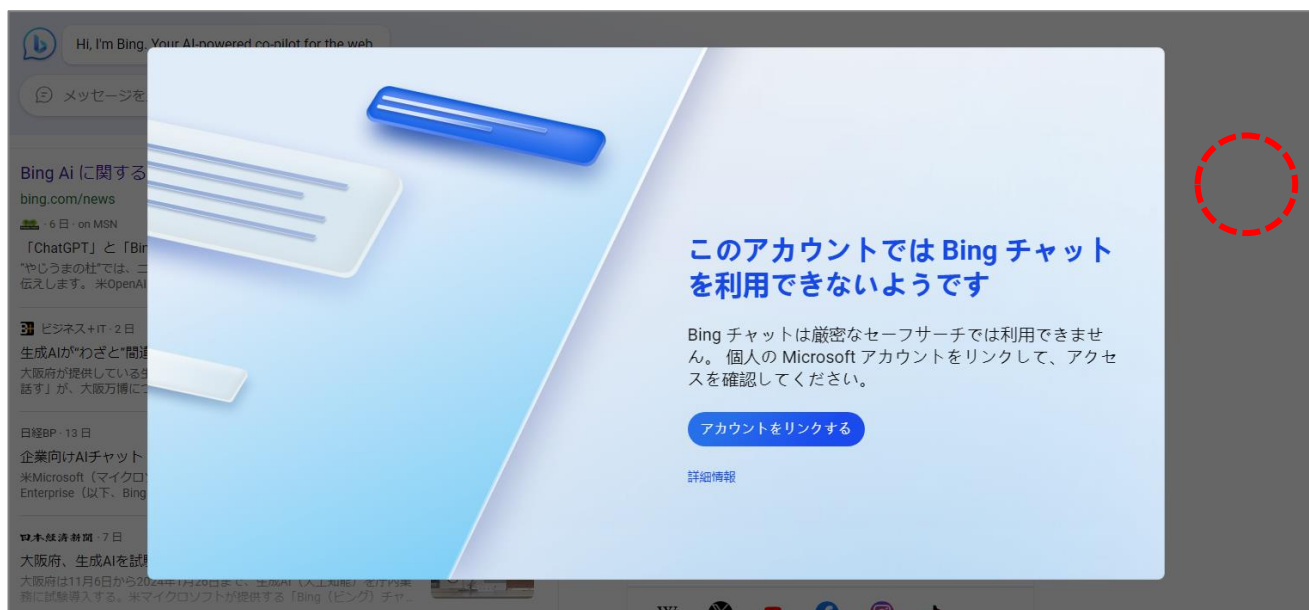 Hi, I'm Bing. Your AI-powered co-pilot for the web
メッセージを
Bing Ai に関する
bing.com/news
· 6 日 · on MSN
「ChatGPT」と「Bin
"やじうまの杜"では、ニ
伝えします。 米OpenAI
ビジネス+IT · 2 日
生成AIが"わざと"間違
大阪府が提供している生
話す」が、大阪万博につ
日経BP · 13 日
企業向けAIチャット
米Microsoft（マイクロソ
Enterprise（以下、Bing
日本経済新聞 · 7 日
大阪府、生成AIを試験
大阪府は11月6日から2024年1月26日まで、生成AI（人工知能）を庁内業
務に試験導入する。米マイクロソフトが提供する「Bing（ビング）チャ...
このアカウントでは Bing チャット
を利用できないようです
Bing チャットは厳密なセーフサーチでは利用できませ
ん。 個人の Microsoft アカウントをリンクして、アクセ
スを確認してください。
アカウントをリンクする
詳細情報